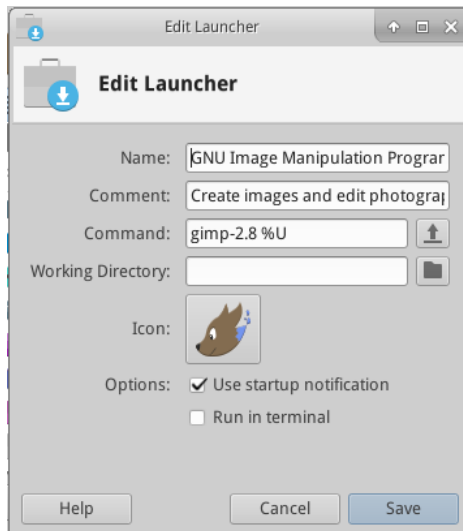 Edit Launcher
Edit Launcher
Name: GNU Image Manipulation Prograr
Comment: Create images and edit photograp
Command: gimp-2.8 %U
Working Directory:
Icon:
Options: Use startup notification
Run in terminal
Help Cancel Save